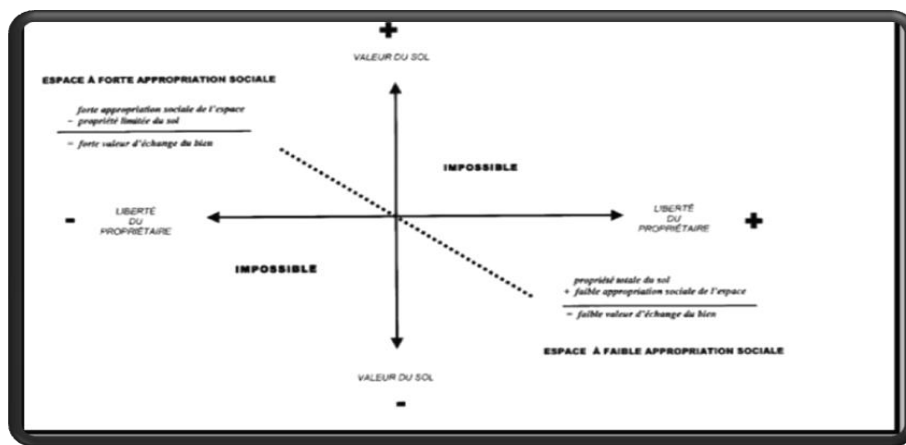 +
VALEUR DU SOL
ESPACE À FORTE APPROPRIATION SOCIALE
forte appropriation sociale de l'espace
- propriété limitée du sol
= forte valeur d'échange du bien
IMPOSSIBLE
-
LIBERTÉ
DU
PROPRIÉTAIRE
LIBERTÉ
DU
PROPRIÉTAIRE
+
IMPOSSIBLE
propriété totale du sol
+ faible appropriation sociale de l'espace
= faible valeur d'échange du bien
ESPACE À FAIBLE APPROPRIATION SOCIALE
VALEUR DU SOL
-